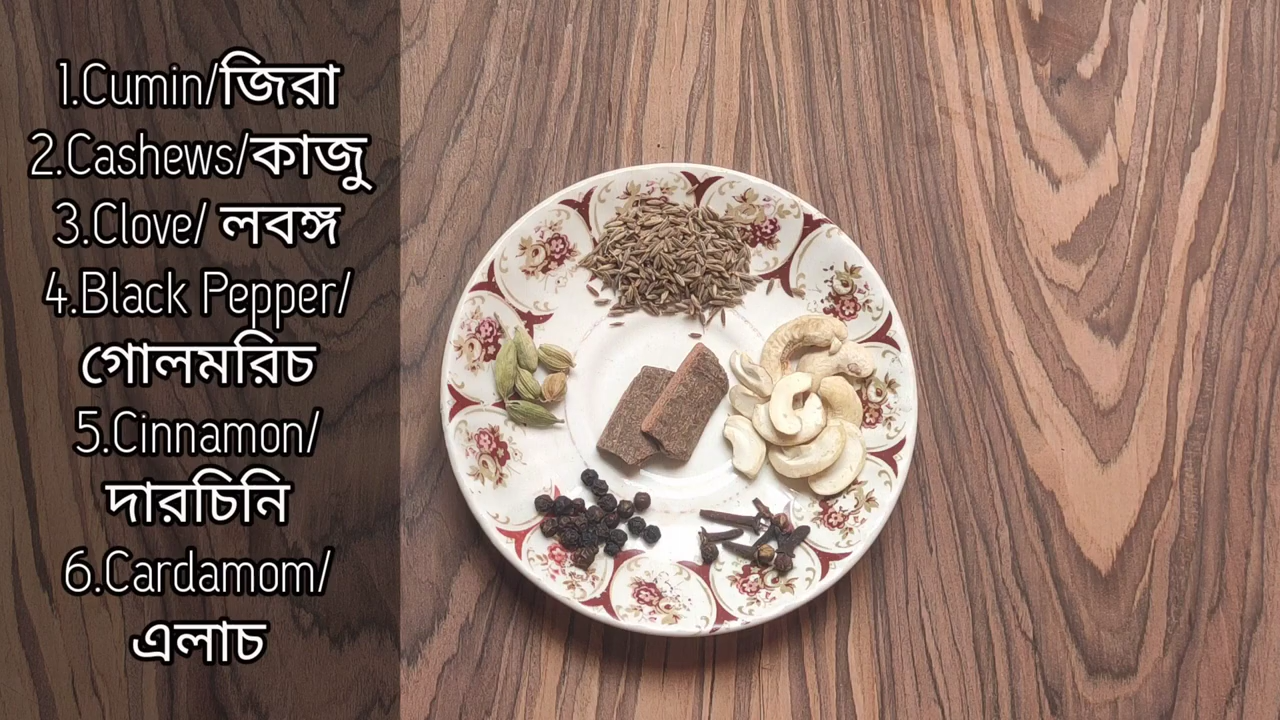 1.Cumin/জিরা
2.Cashews/কাজু
3.Clove/ লবঙ্গ
4.Black Pepper/
গোলমরিচ
5.Cinnamon/
দারচিনি
6.Cardamom/
এলাচ